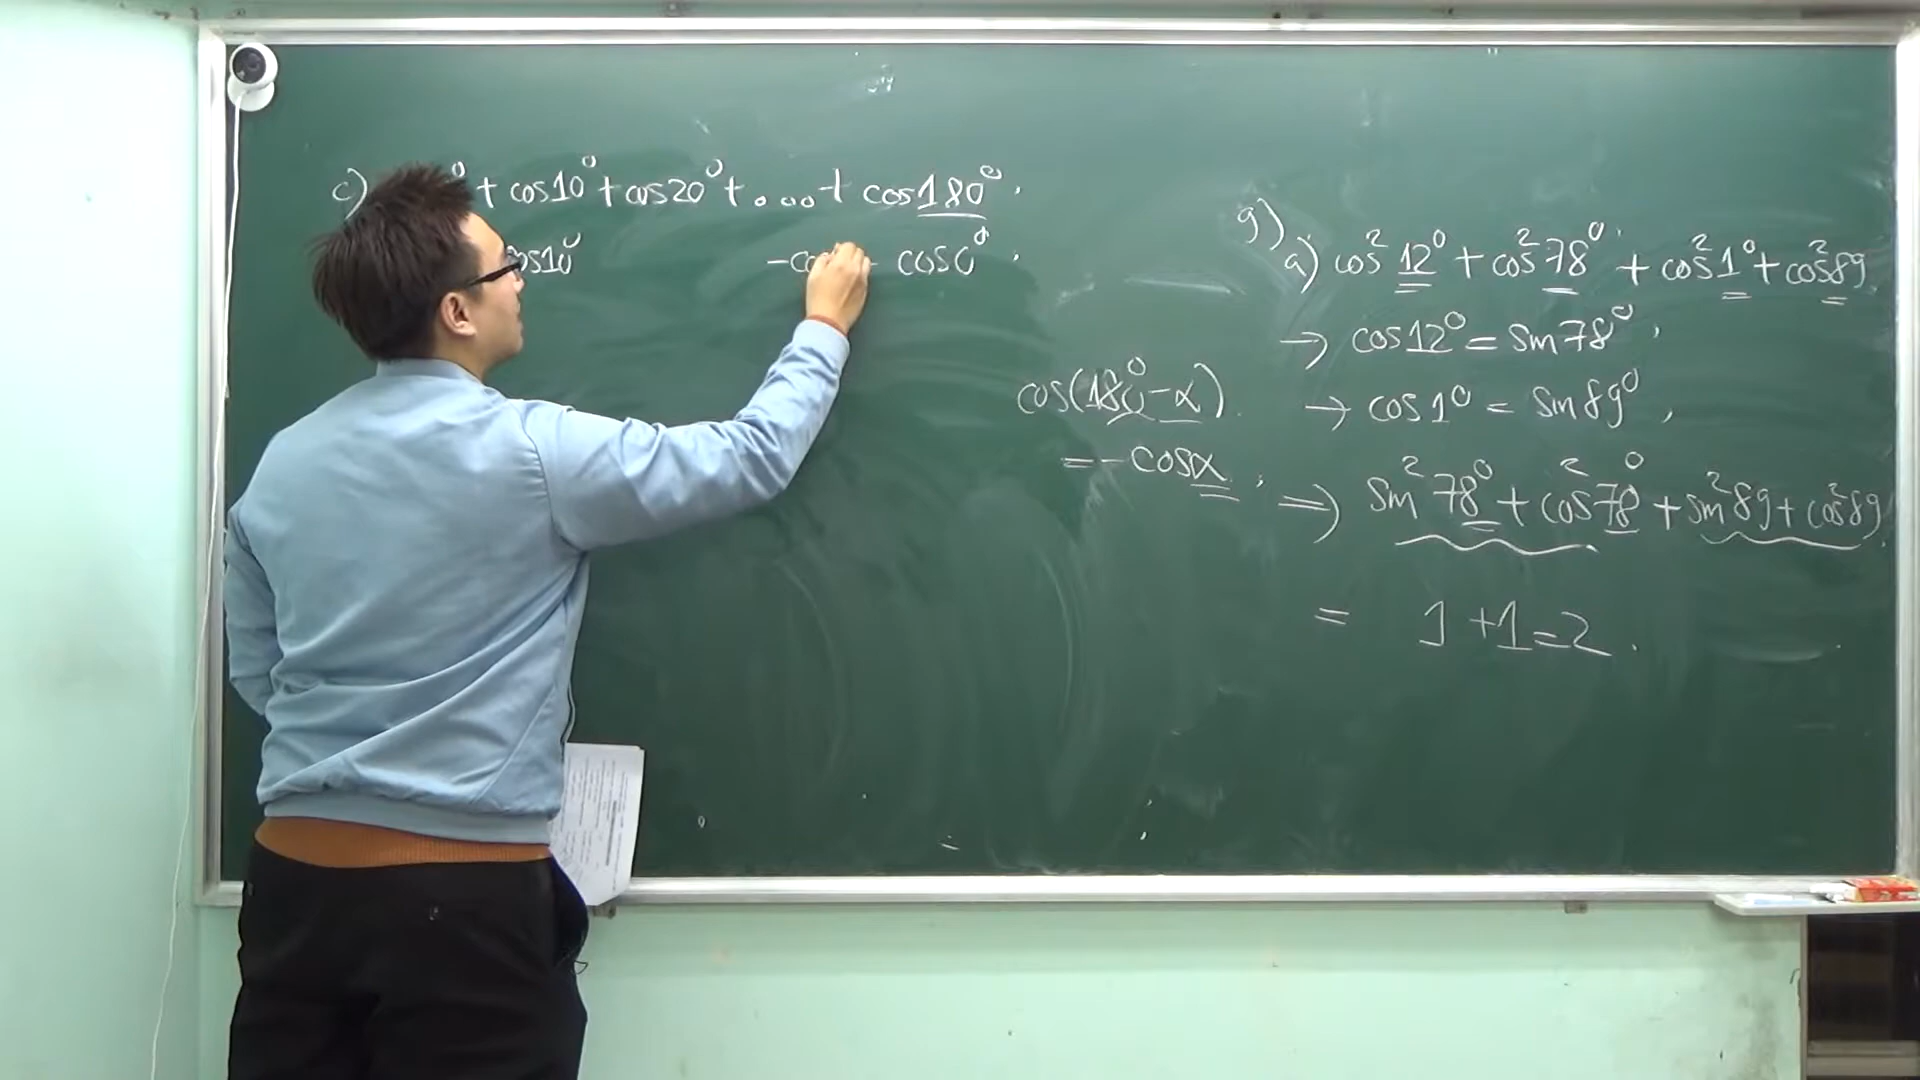 c) ° + cos10° + cos20° + .... + cos180°.
cos10° - co - cos0°.
cos(180° - α).
= - cosα.
9)
a) cos²12° + cos²78° + cos²1° + cos²89.
→ cos12° = sin78°,
→ cos1° = sin89°,
⇒ sin²78° + cos²78° + sin²89 + cos²89.
= 1 + 1 = 2.